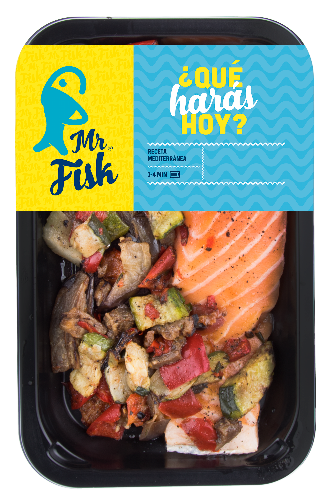 ¿QUÉ
harás
HOY?
Mr.
Fish
RECETA
MEDITERRÁNEA
3-4 MIN